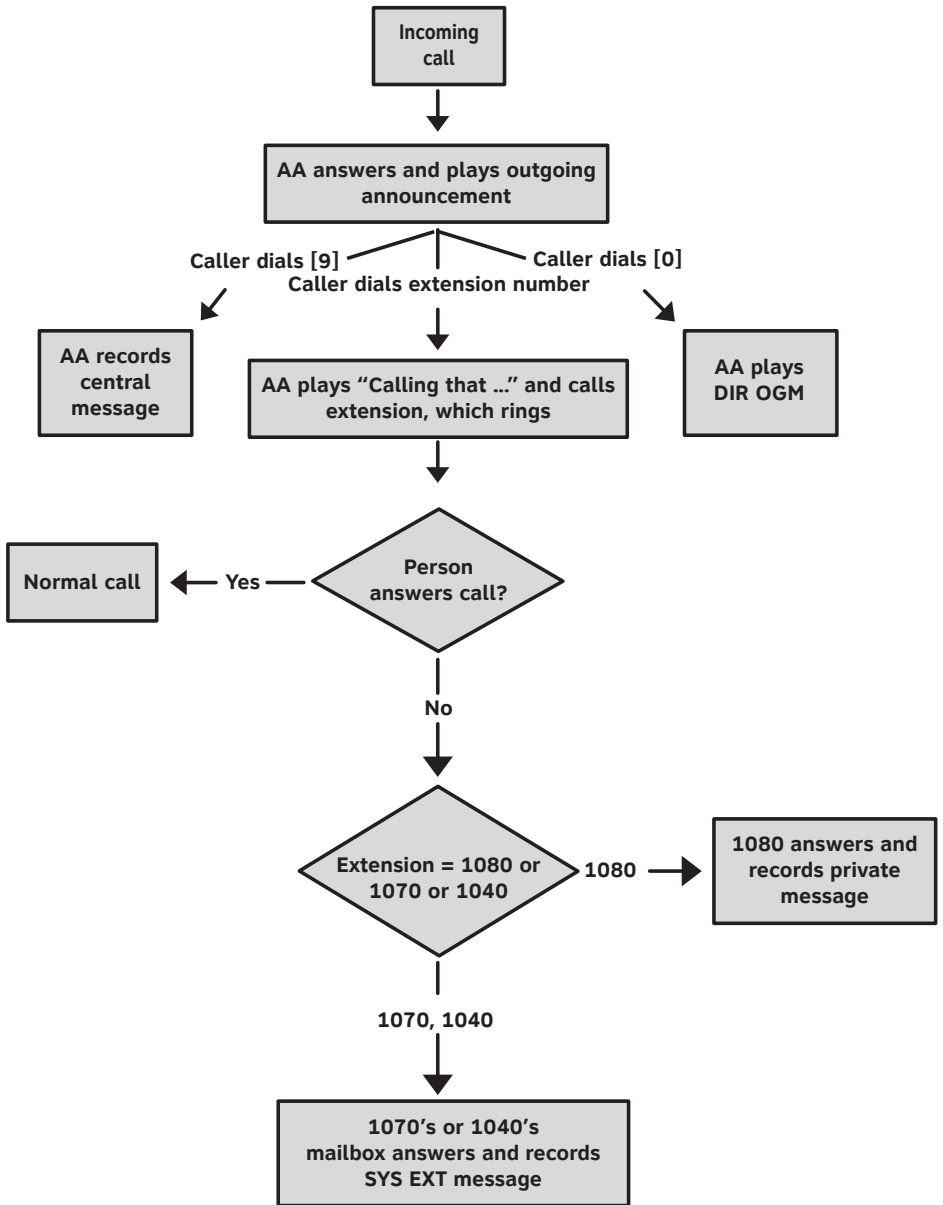 Incoming
call
AA answers and plays outgoing
announcement
Caller dials [9]
Caller dials [0]
Caller dials extension number
AA records
central
message
AA plays “Calling that ...” and calls
extension, which rings
AA plays
DIR OGM
Normal call
Yes
Person
answers call?
No
Extension = 1080 or
1070 or 1040
1080
1080 answers and
records private
message
1070, 1040
1070’s or 1040’s
mailbox answers and records
SYS EXT message